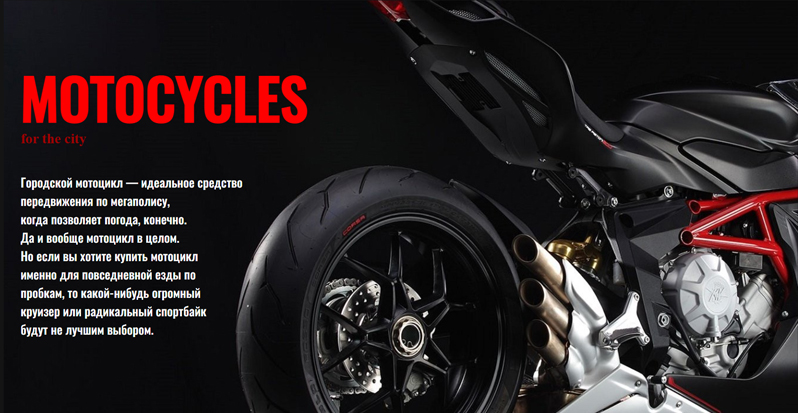 MOTOCYCLES
for the city
Городской мотоцикл — идеальное средство
передвижения по мегаполису,
когда позволяет погода, конечно.
Да и вообще мотоцикл в целом.
Но если вы хотите купить мотоцикл
именно для повседневной езды по
пробкам, то какой-нибудь огромный
круизер или радикальный спортбайк
будут не лучшим выбором.
CORSA